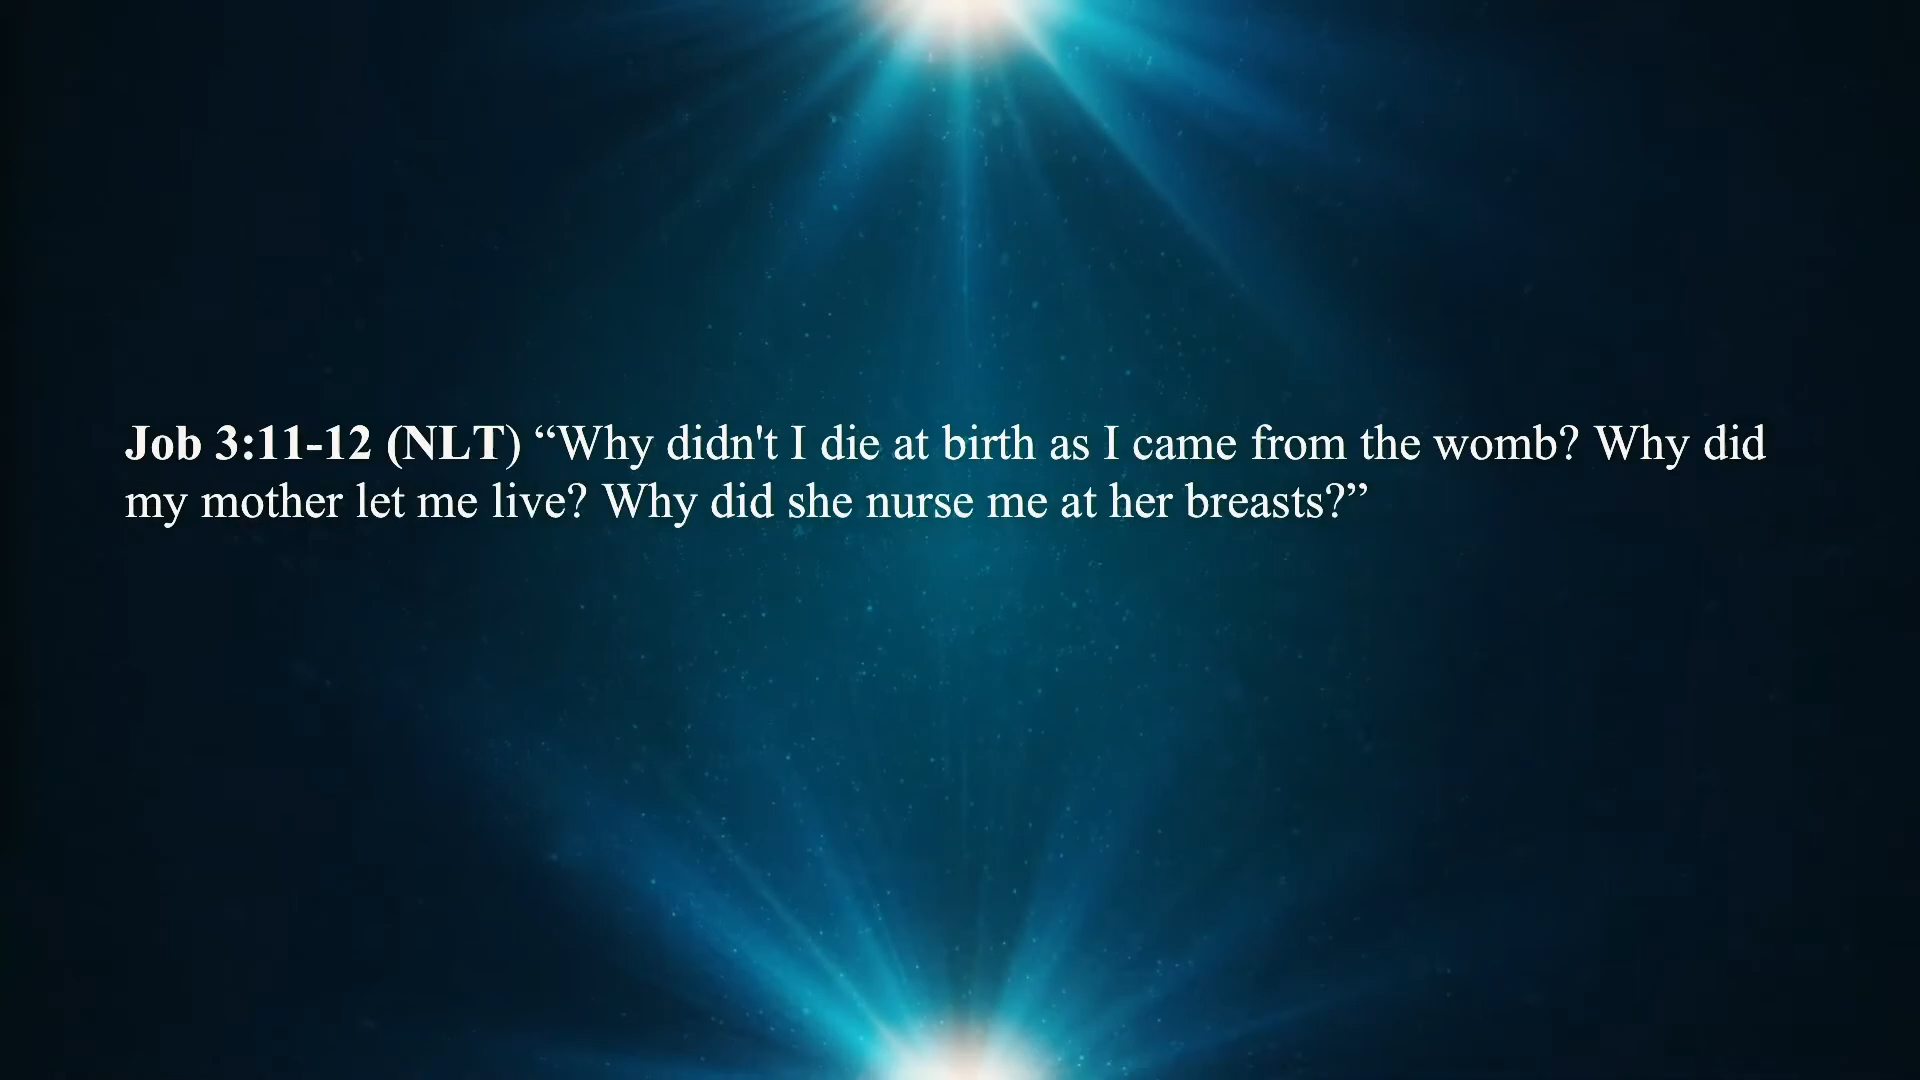 Job 3:11-12 (NLT) “Why didn't I die at birth as I came from the womb? Why did
my mother let me live? Why did she nurse me at her breasts?”